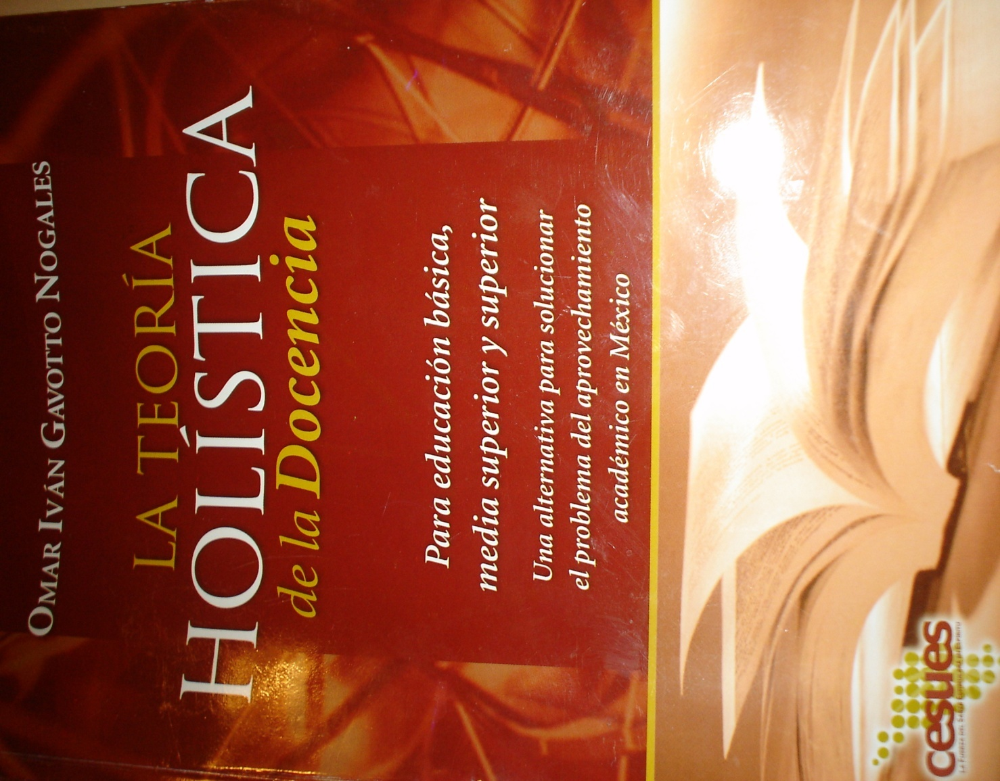 OMAR IVÁN GAVOTTO NOGALES
LA TEORÍA
HOLÍSTICA
de la Docencia
Para educación básica,
media superior y superior
Una alternativa para solucionar
el problema del aprovechamiento
académico en México
cesues